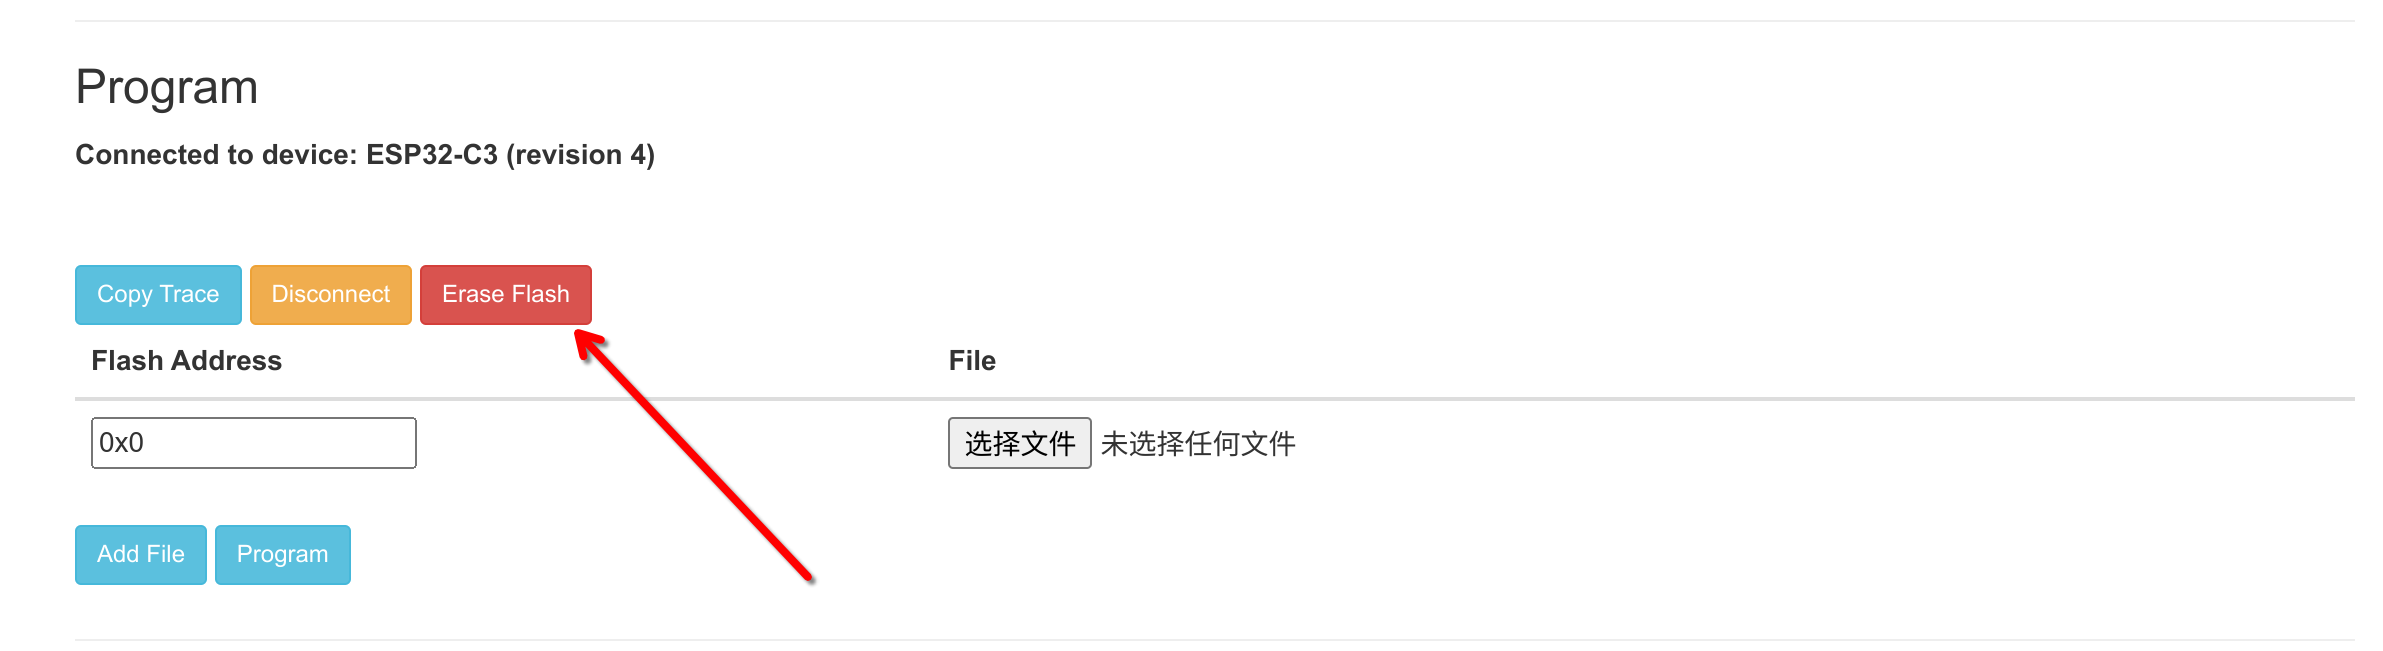 Program
Connected to device: ESP32-C3 (revision 4)
Copy Trace Disconnect Erase Flash
Flash Address File
0x0 选择文件 未选择任何文件
Add File Program